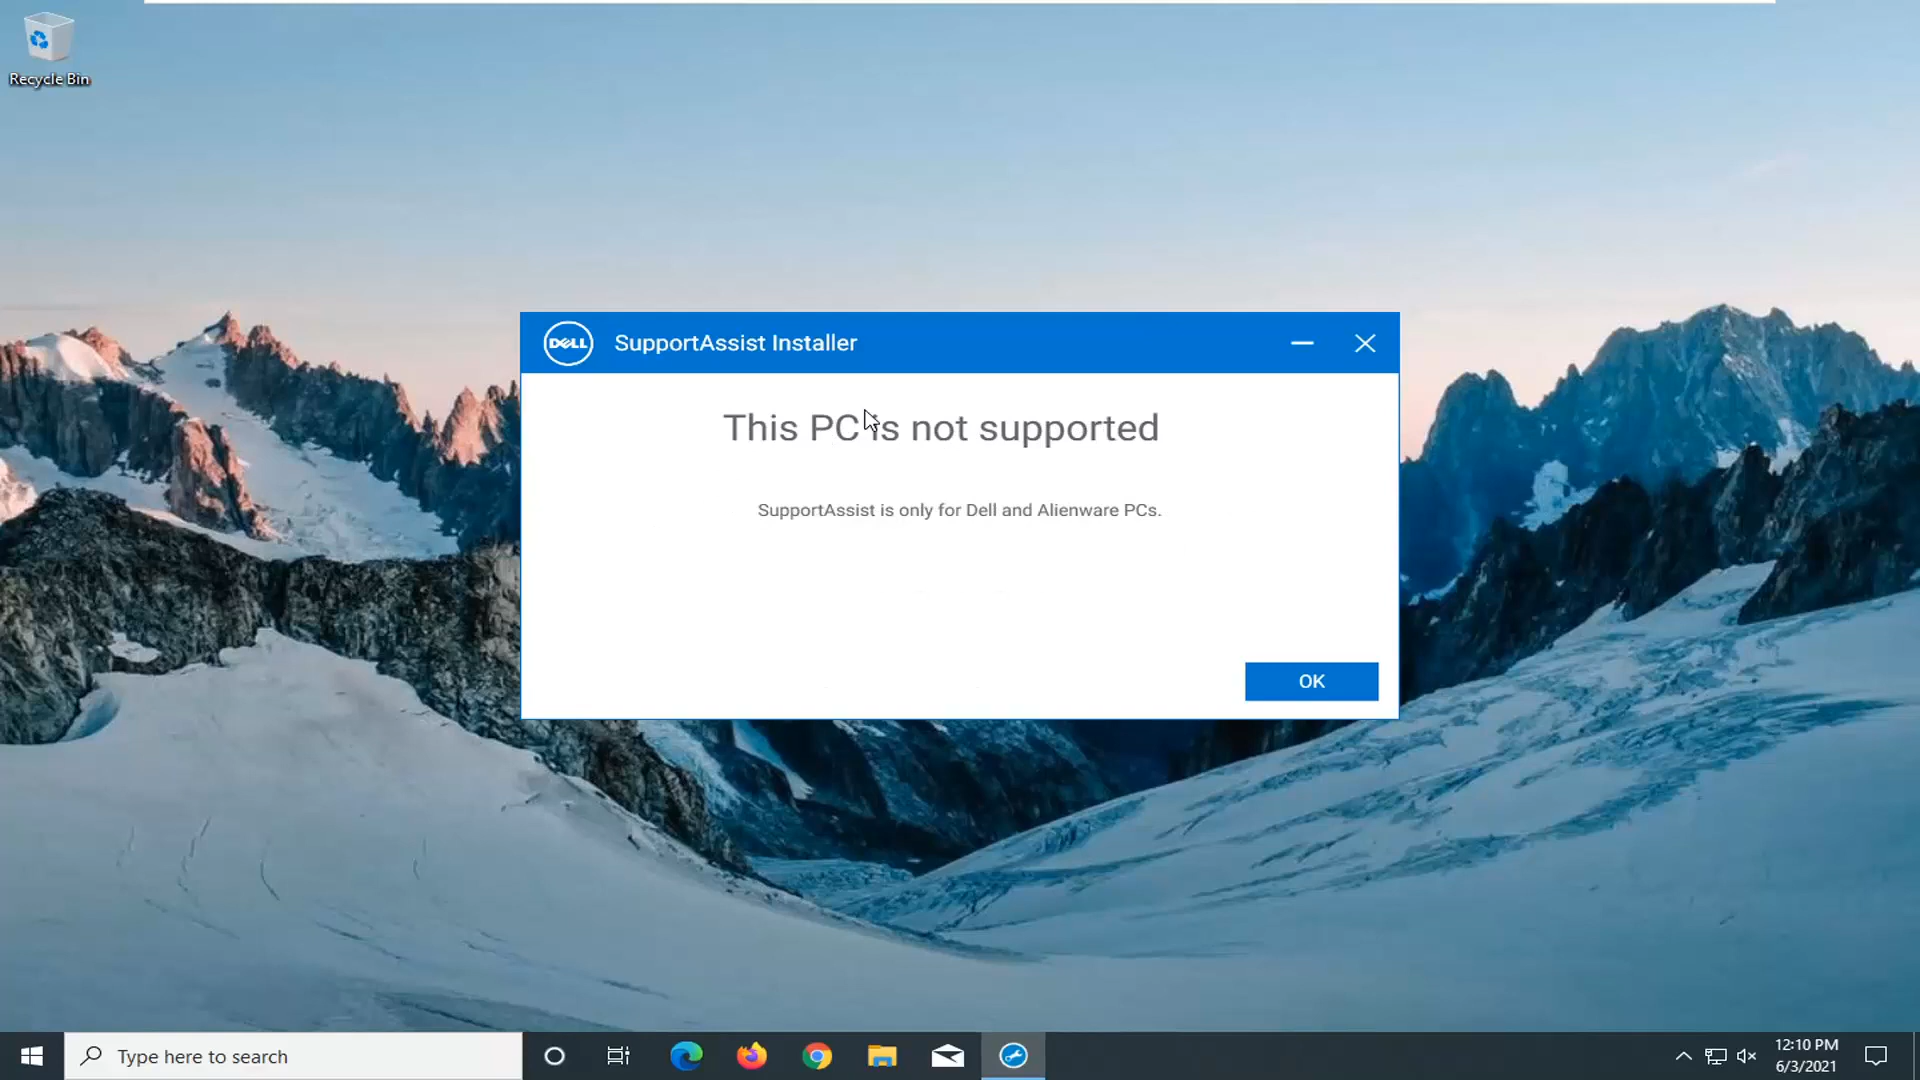 Recycle Bin
DELL
SupportAssist Installer
This PC is not supported
SupportAssist is only for Dell and Alienware PCs.
OK
Type here to search
12:10 PM
6/3/2021